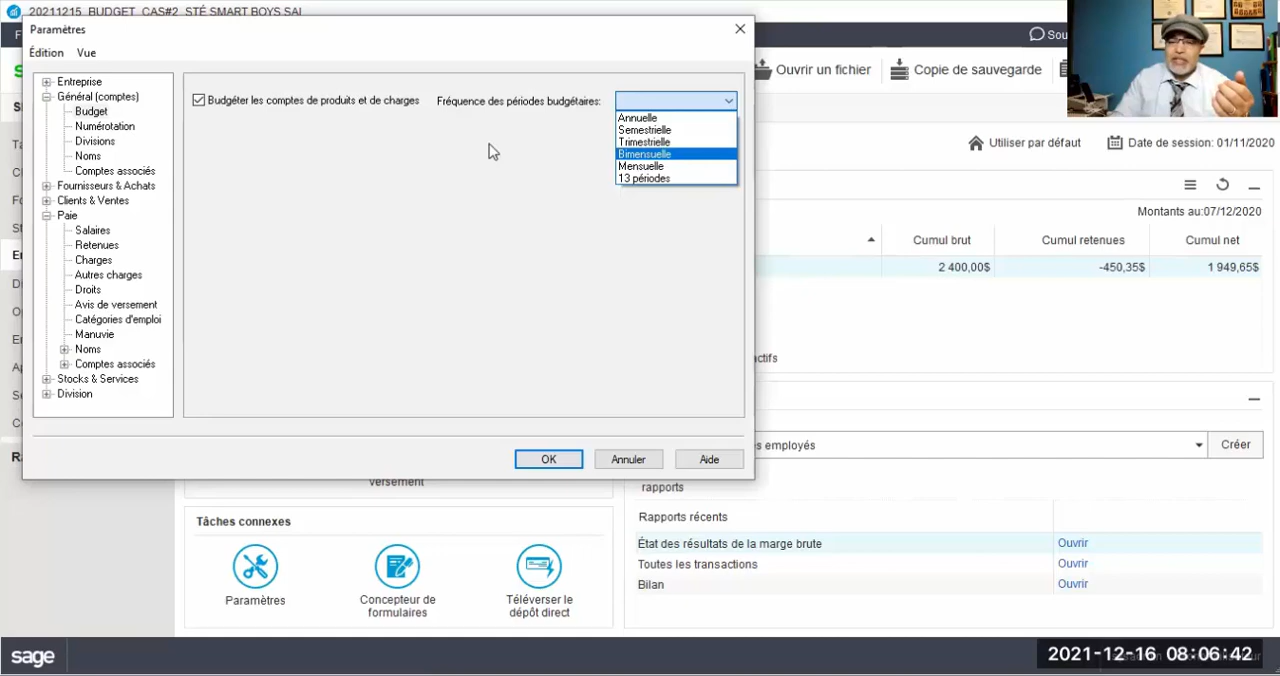 20211215_BUDGET_CAS#2_STÉ SMART BOYS SAL
Paramètres
Édition Vue
Entreprise
Général (comptes)
Budget
Numérotation
Divisions
Noms
Comptes associés
Fournisseurs & Achats
Clients & Ventes
Paie
Salaires
Retenues
Charges
Autres charges
Droits
Avis de versement
Catégories d'emploi
Manuvie
Noms
Comptes associés
Stocks & Services
Division
Budgéter les comptes de produits et de charges
Fréquence des périodes budgétaires:
Annuelle
Semestrielle
Trimestrielle
Bimensuelle
Mensuelle
13 périodes
OK Annuler Aide
Ouvrir un fichier
Copie de sauvegarde
Utiliser par défaut
Date de session: 01/11/2020
Montants au:07/12/2020
Cumul brut Cumul retenues Cumul net
2 400,00$ -450,35$ 1 949,65$
employés
Créer
versement
rapports
Tâches connexes
Paramètres
Concepteur de formulaires
Téléverser le dépôt direct
Rapports récents
État des résultats de la marge brute Ouvrir
Toutes les transactions Ouvrir
Bilan Ouvrir
sage
2021-12-16 08:06:42